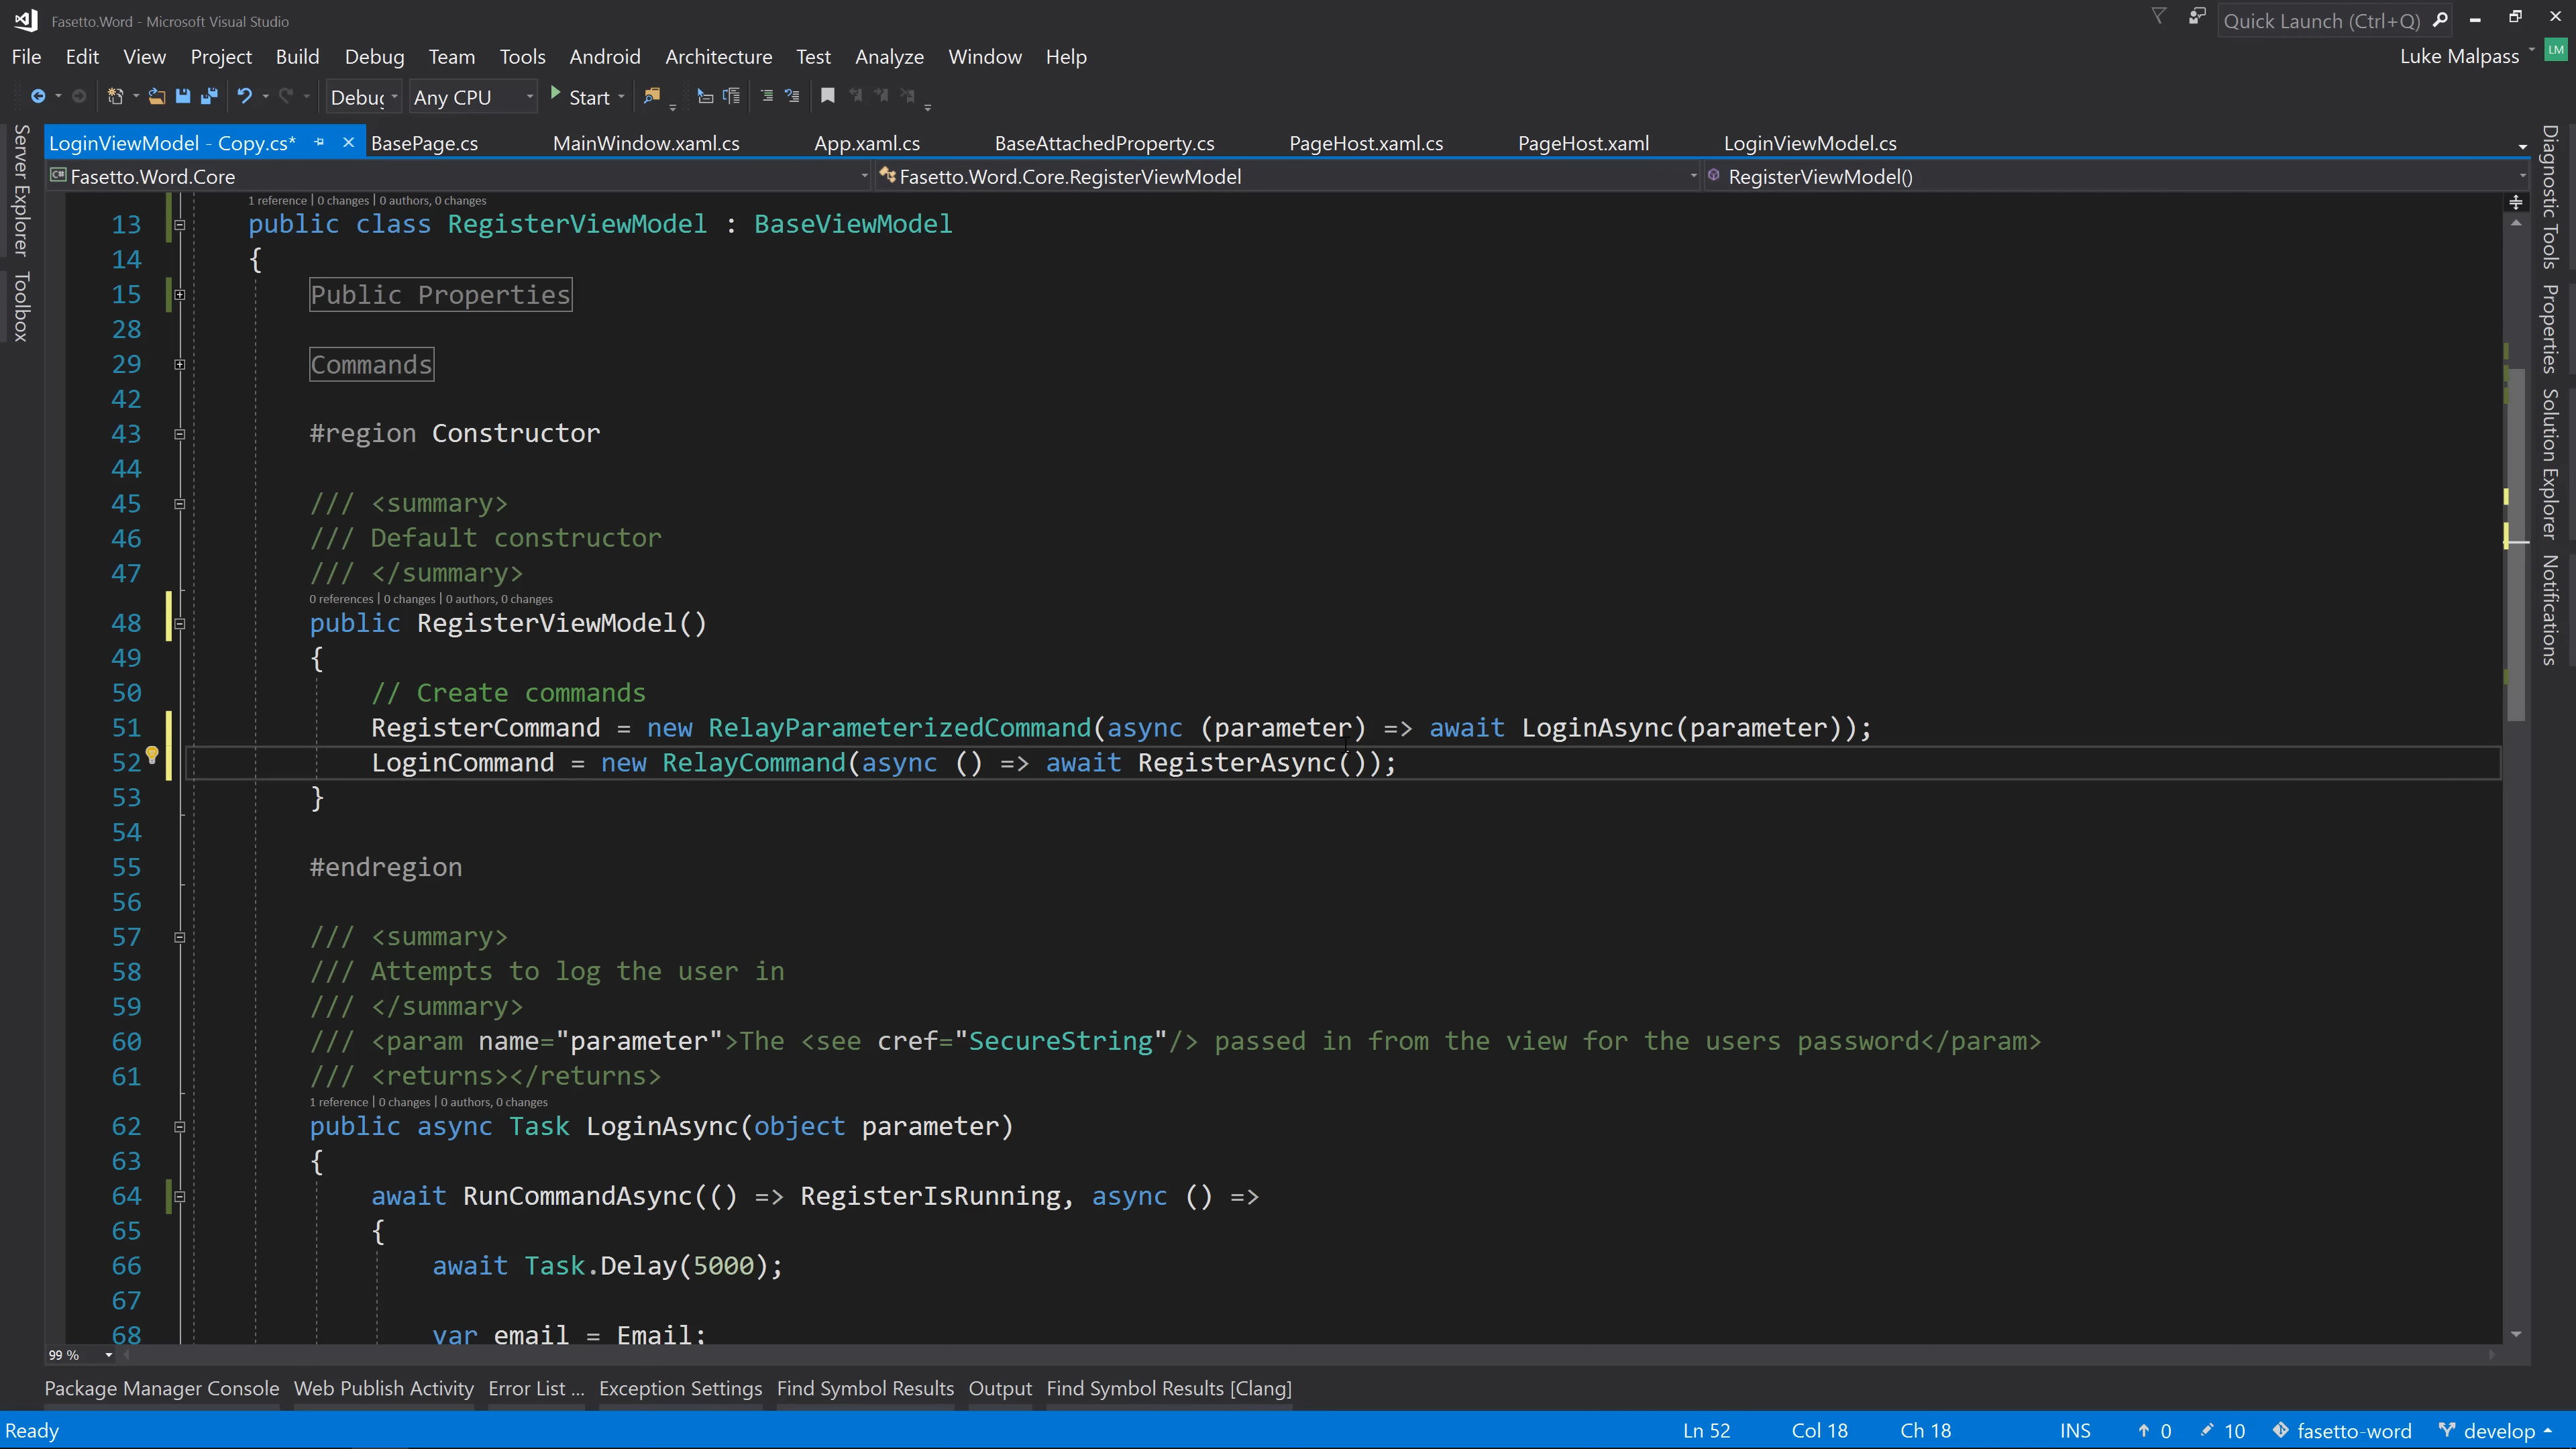 Fasetto.Word - Microsoft Visual Studio
Quick Launch (Ctrl+Q)
File Edit View Project Build Debug Team Tools Android Architecture Test Analyze Window Help
Luke Malpass LM
Debug Any CPU Start
LoginViewModel - Copy.cs* BasePage.cs MainWindow.xaml.cs App.xaml.cs BaseAttachedProperty.cs PageHost.xaml.cs PageHost.xaml LoginViewModel.cs
Fasetto.Word.Core Fasetto.Word.Core.RegisterViewModel RegisterViewModel()
Server Explorer
Toolbox
1 reference | 0 changes | 0 authors, 0 changes
13 public class RegisterViewModel : BaseViewModel
14 {
15 Public Properties
28
29 Commands
42
43 #region Constructor
44
45 /// <summary>
46 /// Default constructor
47 /// </summary>
0 references | 0 changes | 0 authors, 0 changes
48 public RegisterViewModel()
49 {
50 // Create commands
51 RegisterCommand = new RelayParameterizedCommand(async (parameter) => await LoginAsync(parameter));
52 LoginCommand = new RelayCommand(async () => await RegisterAsync());
53 }
54
55 #endregion
56
57 /// <summary>
58 /// Attempts to log the user in
59 /// </summary>
60 /// <param name="parameter">The <see cref="SecureString"/> passed in from the view for the users password</param>
61 /// <returns></returns>
1 reference | 0 changes | 0 authors, 0 changes
62 public async Task LoginAsync(object parameter)
63 {
64 await RunCommandAsync(() => RegisterIsRunning, async () =>
65 {
66 await Task.Delay(5000);
67
68 var email = Email;
Diagnostic Tools
Properties
Solution Explorer
Notifications
99 %
Package Manager Console Web Publish Activity Error List ... Exception Settings Find Symbol Results Output Find Symbol Results [Clang]
Ready Ln 52 Col 18 Ch 18 INS 0 10 fasetto-word develop